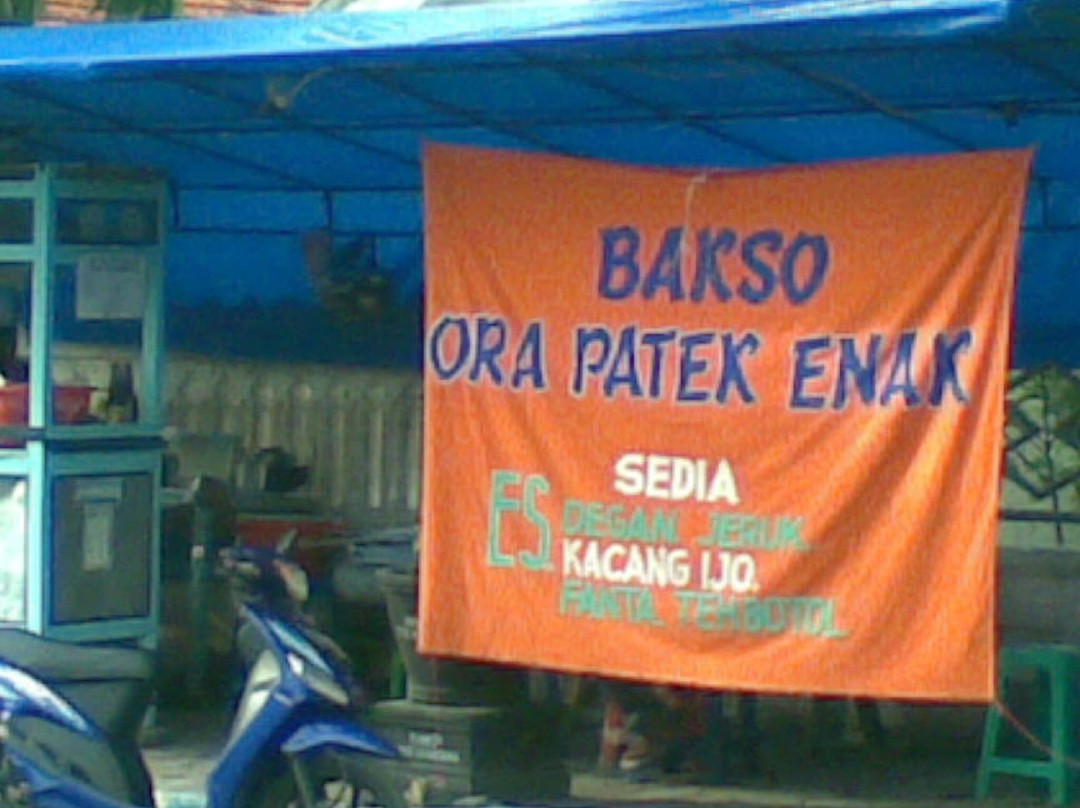 BAKSO
ORA PATEK ENAK
SEDIA
ES. DEGAN. JERUK.
KACANG IJO.
FANTA. TEH BOTOL.